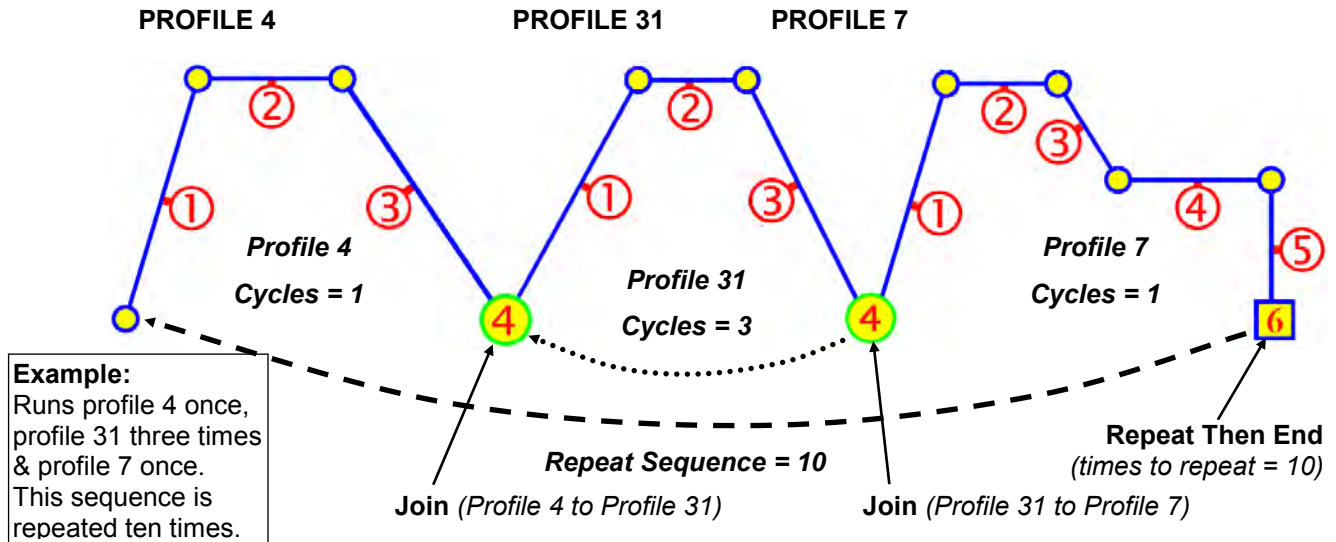 PROFILE 4
PROFILE 31
PROFILE 7
②
②
②
③
①
③
①
③
①
④
⑤
Profile 4
Cycles = 1
Profile 31
Cycles = 3
Profile 7
Cycles = 1
4
4
6
Example:
Runs profile 4 once,
profile 31 three times
& profile 7 once.
This sequence is
repeated ten times.
Repeat Sequence = 10
Repeat Then End
(times to repeat = 10)
Join (Profile 4 to Profile 31)
Join (Profile 31 to Profile 7)